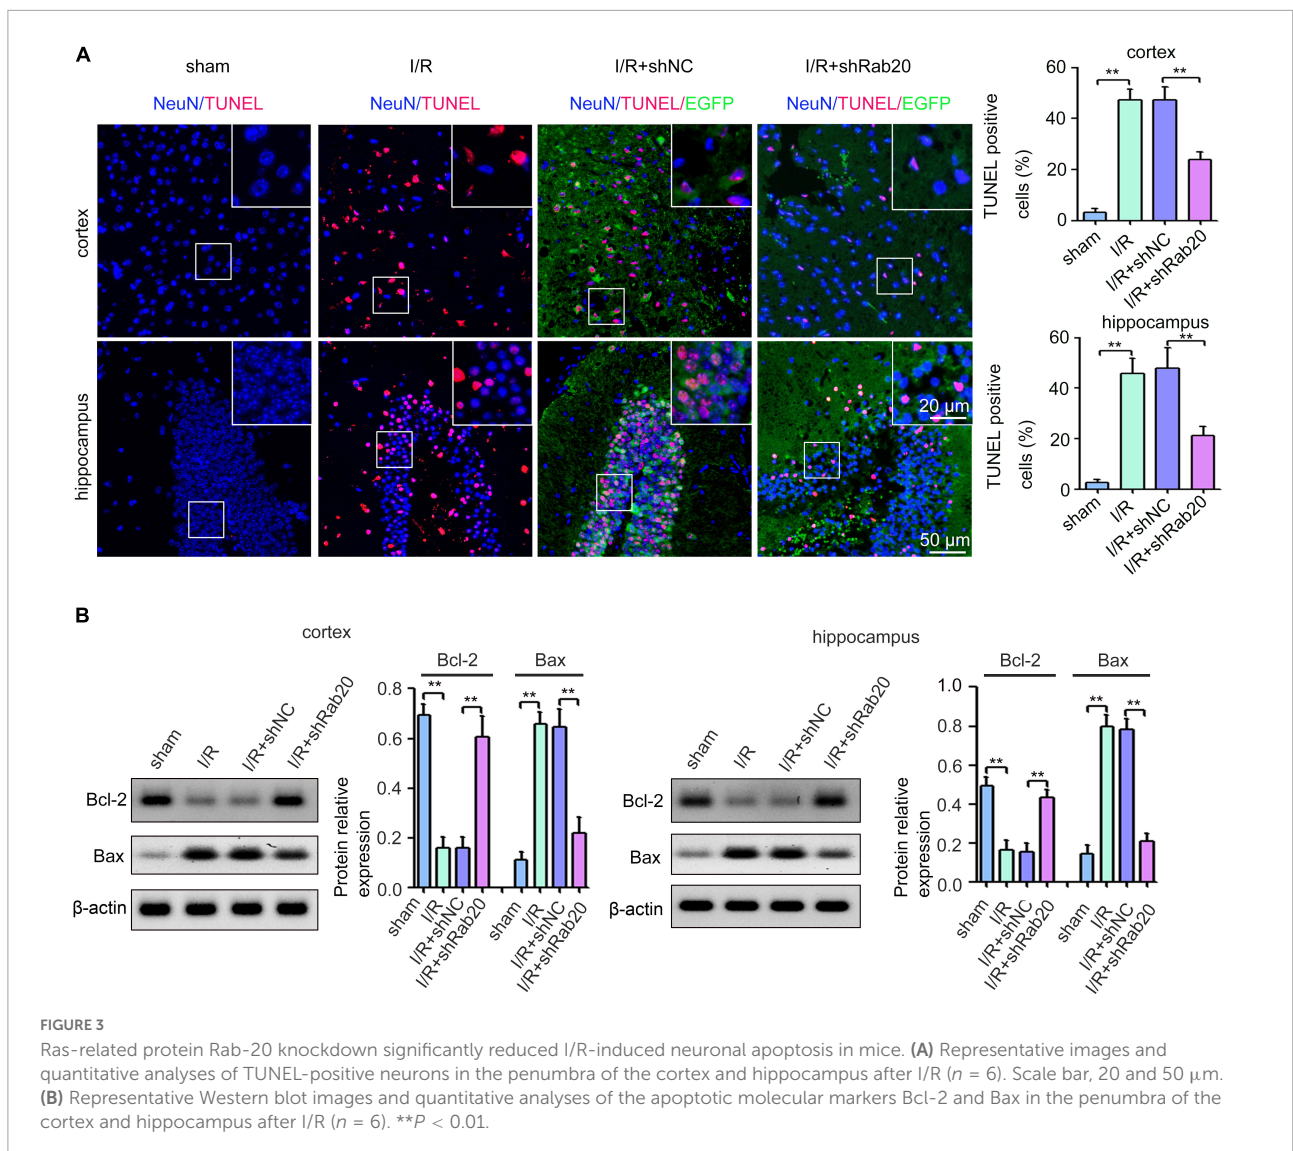 A
sham
I/R
I/R+shNC
I/R+shRab20
NeuN/TUNEL
NeuN/TUNEL
NeuN/TUNEL/EGFP
NeuN/TUNEL/EGFP
cortex
hippocampus
20 µm
50 µm
cortex
TUNEL positive
cells (%)
60
40
20
0
**
**
sham
I/R
I/R+shNC
I/R+shRab20
hippocampus
TUNEL positive
cells (%)
60
40
20
0
**
**
sham
I/R
I/R+shNC
I/R+shRab20
B
cortex
sham
I/R
I/R+shNC
I/R+shRab20
Bcl-2
Bax
β-actin
Bcl-2
Bax
Protein relative
expression
0.8
0.6
0.4
0.2
0.0
**
**
**
**
sham
I/R
I/R+shNC
I/R+shRab20
sham
I/R
I/R+shNC
I/R+shRab20
hippocampus
sham
I/R
I/R+shNC
I/R+shRab20
Bcl-2
Bax
β-actin
Bcl-2
Bax
Protein relative
expression
1.0
0.8
0.6
0.4
0.2
0.0
**
**
**
**
sham
I/R
I/R+shNC
I/R+shRab20
sham
I/R
I/R+shNC
I/R+shRab20
FIGURE 3
Ras-related protein Rab-20 knockdown significantly reduced I/R-induced neuronal apoptosis in mice. (A) Representative images and
quantitative analyses of TUNEL-positive neurons in the penumbra of the cortex and hippocampus after I/R (n = 6). Scale bar, 20 and 50 µm.
(B) Representative Western blot images and quantitative analyses of the apoptotic molecular markers Bcl-2 and Bax in the penumbra of the
cortex and hippocampus after I/R (n = 6). **P < 0.01.